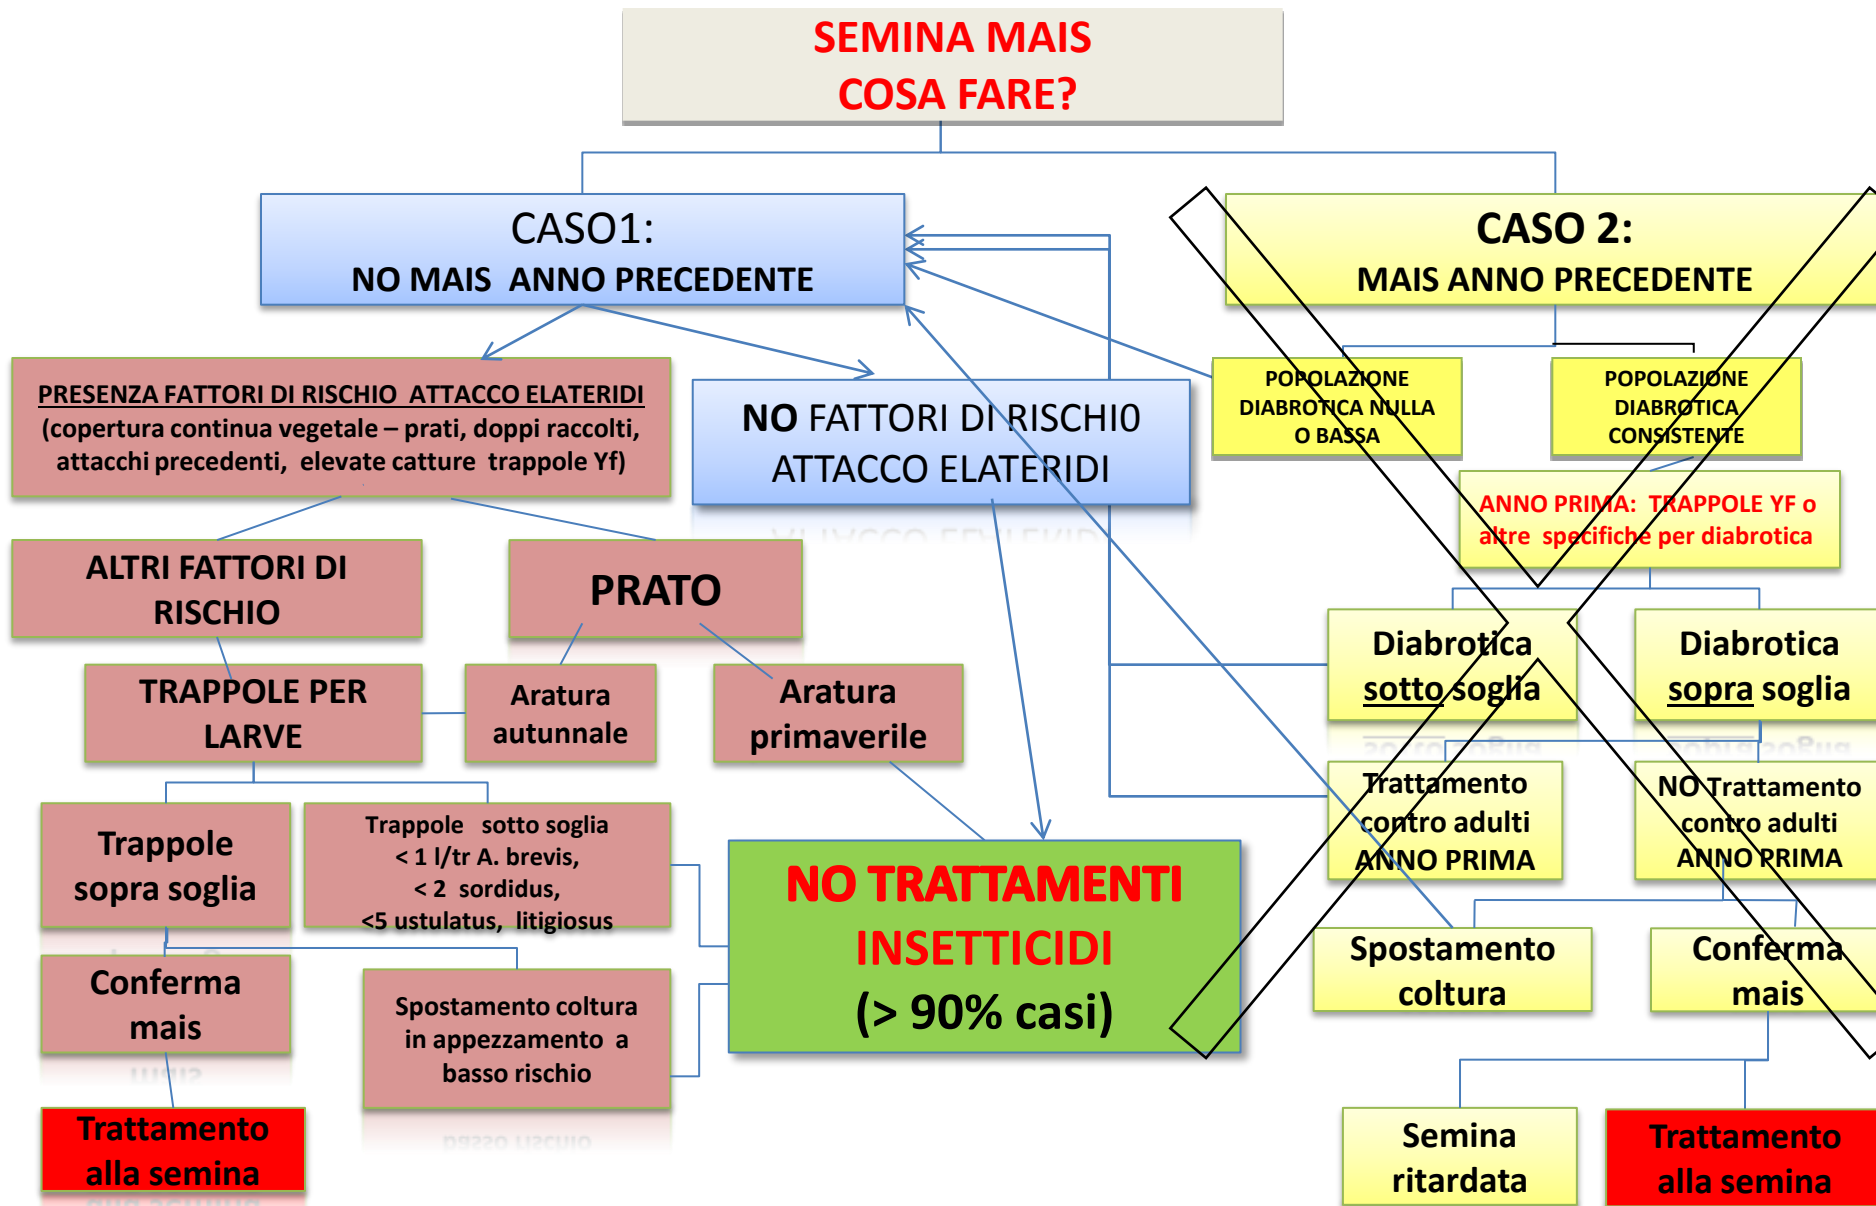 SEMINA MAIS
COSA FARE?
CASO1:
NO MAIS ANNO PRECEDENTE
CASO 2:
MAIS ANNO PRECEDENTE
PRESENZA FATTORI DI RISCHIO ATTACCO ELATERIDI
(copertura continua vegetale – prati, doppi raccolti,
attacchi precedenti, elevate catture trappole Yf)
NO FATTORI DI RISCHI0
ATTACCO ELATERIDI
POPOLAZIONE
DIABROTICA NULLA
O BASSA
POPOLAZIONE
DIABROTICA
CONSISTENTE
ANNO PRIMA: TRAPPOLE YF o
altre specifiche per diabrotica
ALTRI FATTORI DI
RISCHIO
PRATO
Diabrotica
sotto soglia
Diabrotica
sopra soglia
TRAPPOLE PER
LARVE
Aratura
autunnale
Aratura
primaverile
Trattamento
contro adulti
ANNO PRIMA
NO Trattamento
contro adulti
ANNO PRIMA
Trappole
sopra soglia
Trappole sotto soglia
< 1 l/tr A. brevis,
< 2 sordidus,
<5 ustulatus, litigiosus
NO TRATTAMENTI
INSETTICIDI
(> 90% casi)
Spostamento
coltura
Conferma
mais
Conferma
mais
Spostamento coltura
in appezzamento a
basso rischio
Trattamento
alla semina
Semina
ritardata
Trattamento
alla semina